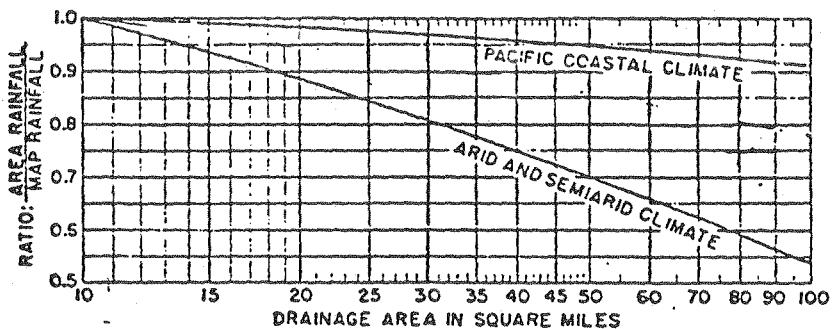 RATIO: AREA RAINFALL
MAP RAINFALL
1.0
0.9
0.8
0.7
0.5
0.5
PACIFIC COASTAL CLIMATE
ARID AND SEMIARID CLIMATE
10 15 20 25 30 35 40 45 50 60 70 80 90 100
DRAINAGE AREA IN SQUARE MILES